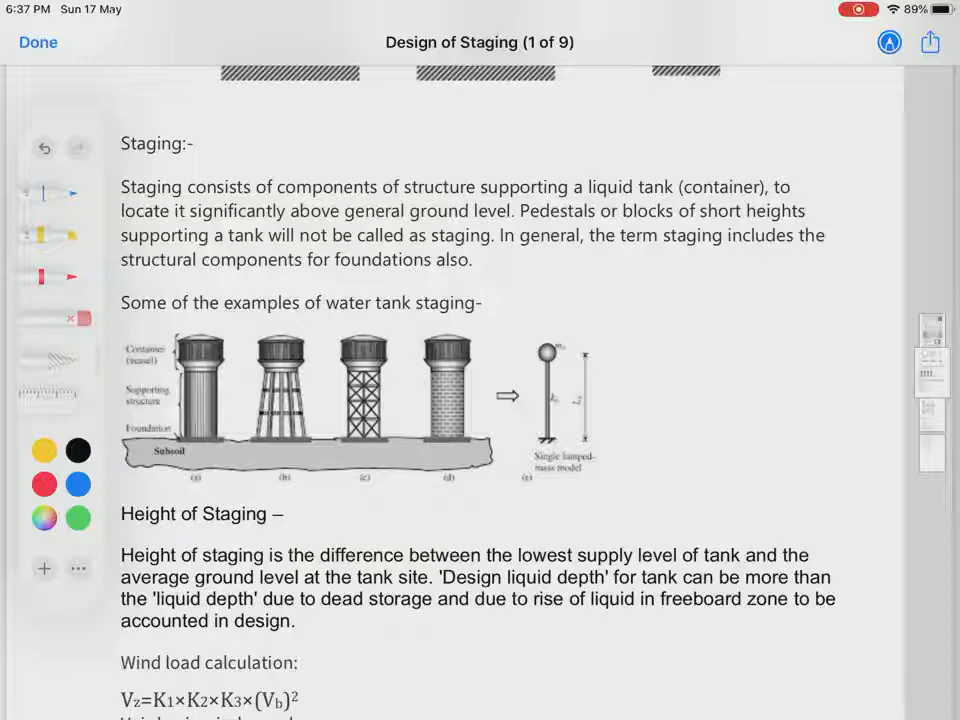 6:37 PM Sun 17 May
89%
Done
Design of Staging (1 of 9)
Staging:-
Staging consists of components of structure supporting a liquid tank (container), to
locate it significantly above general ground level. Pedestals or blocks of short heights
supporting a tank will not be called as staging. In general, the term staging includes the
structural components for foundations also.
Some of the examples of water tank staging-
Container
(vessel)
Supporting
structure
Foundation
Subsoil
(a) (b) (c) (d) (e)
Single lumped-
mass model
Height of Staging –
Height of staging is the difference between the lowest supply level of tank and the
average ground level at the tank site. 'Design liquid depth' for tank can be more than
the 'liquid depth' due to dead storage and due to rise of liquid in freeboard zone to be
accounted in design.
Wind load calculation:
Vz=K1×K2×K3×(Vb)²